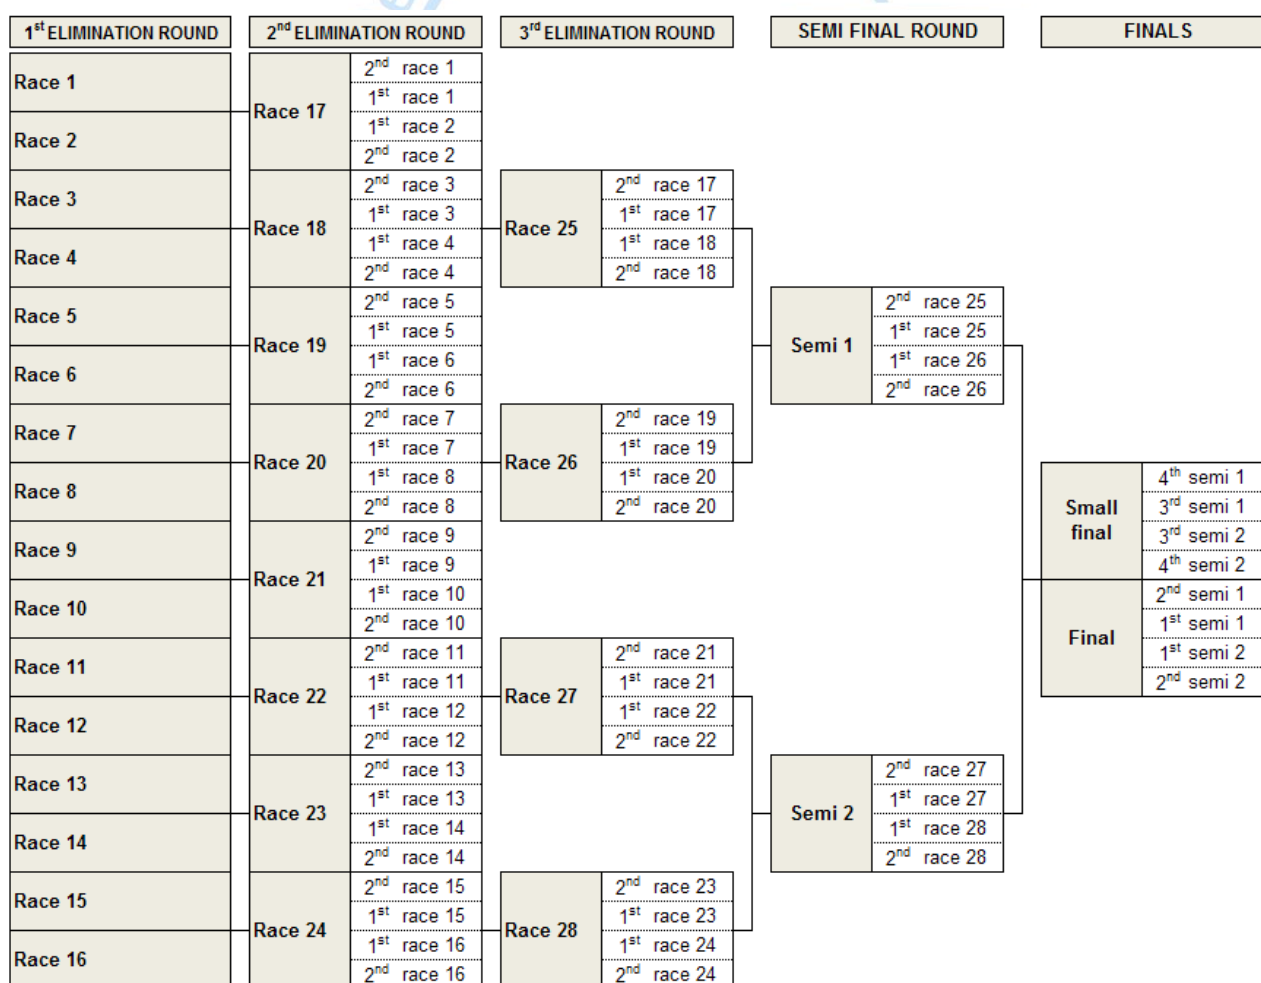 1st ELIMINATION ROUND
2nd ELIMINATION ROUND
3rd ELIMINATION ROUND
SEMI FINAL ROUND
FINALS
Race 1
Race 2
Race 3
Race 4
Race 5
Race 6
Race 7
Race 8
Race 9
Race 10
Race 11
Race 12
Race 13
Race 14
Race 15
Race 16
Race 17
2nd race 1
1st race 1
1st race 2
2nd race 2
Race 18
2nd race 3
1st race 3
1st race 4
2nd race 4
Race 19
2nd race 5
1st race 5
1st race 6
2nd race 6
Race 20
2nd race 7
1st race 7
1st race 8
2nd race 8
Race 21
2nd race 9
1st race 9
1st race 10
2nd race 10
Race 22
2nd race 11
1st race 11
1st race 12
2nd race 12
Race 23
2nd race 13
1st race 13
1st race 14
2nd race 14
Race 24
2nd race 15
1st race 15
1st race 16
2nd race 16
Race 25
2nd race 17
1st race 17
1st race 18
2nd race 18
Race 26
2nd race 19
1st race 19
1st race 20
2nd race 20
Race 27
2nd race 21
1st race 21
1st race 22
2nd race 22
Race 28
2nd race 23
1st race 23
1st race 24
2nd race 24
Semi 1
2nd race 25
1st race 25
1st race 26
2nd race 26
Semi 2
2nd race 27
1st race 27
1st race 28
2nd race 28
Small
final
4th semi 1
3rd semi 1
3rd semi 2
4th semi 2
Final
2nd semi 1
1st semi 1
1st semi 2
2nd semi 2